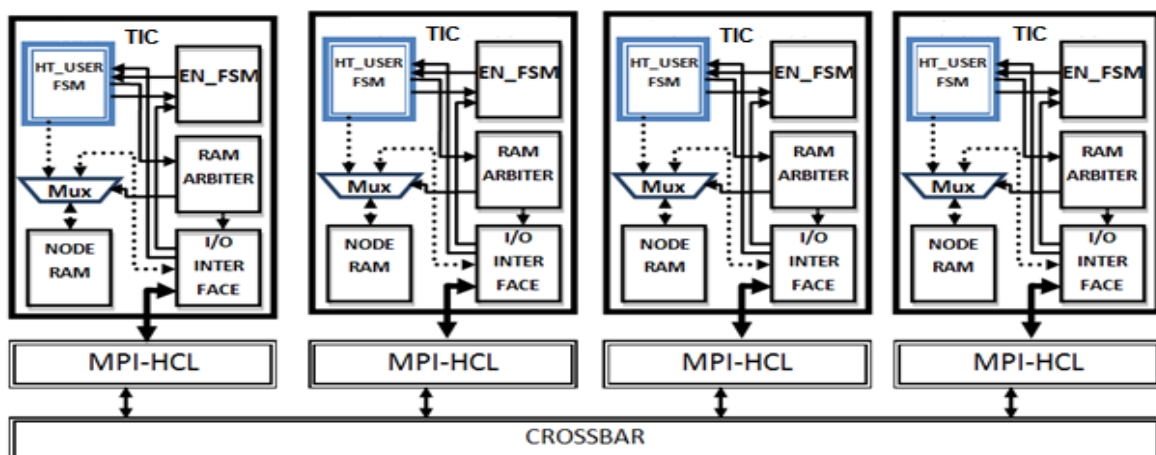 TIC
HT_USER
FSM
EN_FSM
RAM
ARBITER
Mux
NODE
RAM
I/O
INTER
FACE
TIC
HT_USER
FSM
EN_FSM
RAM
ARBITER
Mux
NODE
RAM
I/O
INTER
FACE
TIC
HT_USER
FSM
EN_FSM
RAM
ARBITER
Mux
NODE
RAM
I/O
INTER
FACE
TIC
HT_USER
FSM
EN_FSM
RAM
ARBITER
Mux
NODE
RAM
I/O
INTER
FACE
MPI-HCL
MPI-HCL
MPI-HCL
MPI-HCL
CROSSBAR